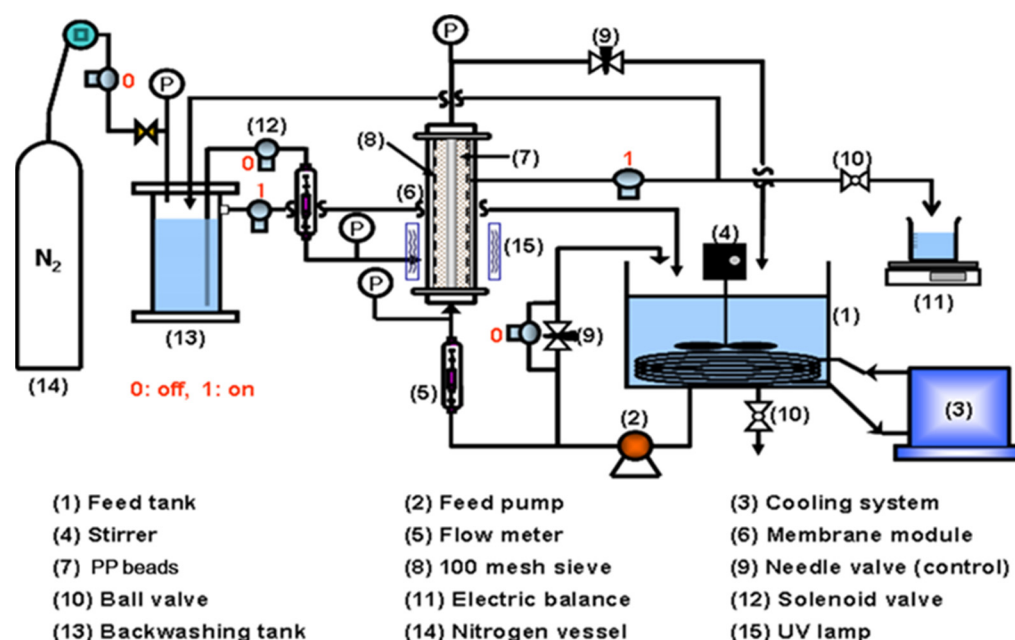 P
(9)
0
P
(12)
(8)
(7)
1
(10)
0
(6)
1
P
(4)
(15)
N2
P
(11)
(1)
(13)
0
(9)
(14)
0: off, 1: on
(5)
(2)
(10)
(3)
(1) Feed tank
(2) Feed pump
(3) Cooling system
(4) Stirrer
(5) Flow meter
(6) Membrane module
(7) PP beads
(8) 100 mesh sieve
(9) Needle valve (control)
(10) Ball valve
(11) Electric balance
(12) Solenoid valve
(13) Backwashing tank
(14) Nitrogen vessel
(15) UV lamp